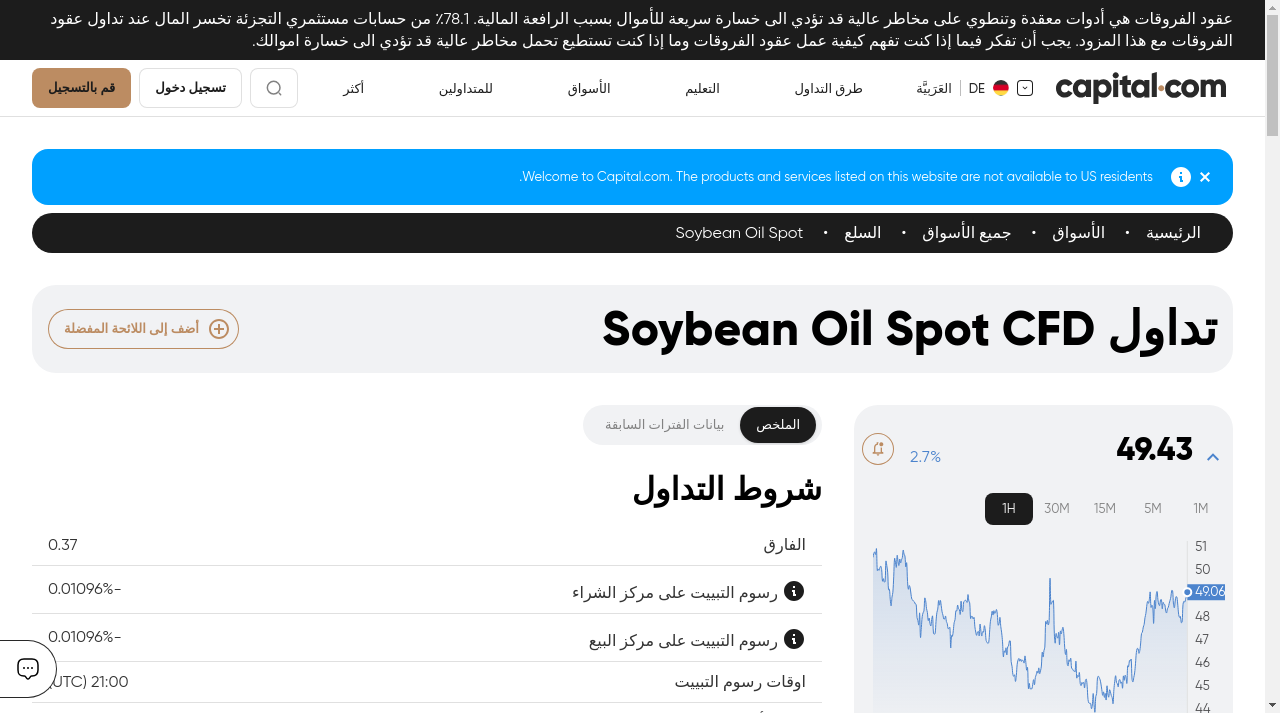 عقود الفروقات هي أدوات معقدة وتنطوي على مخاطر عالية قد تؤدي الى خسارة سريعة للأموال بسبب الرافعة المالية. 78.1٪ من حسابات مستثمري التجزئة تخسر المال عند تداول عقود
الفروقات مع هذا المزود. يجب أن تفكر فيما إذا كنت تفهم كيفية عمل عقود الفروقات وما إذا كنت تستطيع تحمل مخاطر عالية قد تؤدي الى خسارة اموالك.
capital.com
DE
العَرَبيَّة
طرق التداول
التعليم
الأسواق
للمتداولين
أكثر
تسجيل دخول
قم بالتسجيل
Welcome to Capital.com. The products and services listed on this website are not available to US residents.
الرئيسية • الأسواق • جميع الأسواق • السلع • Soybean Oil Spot
تداول Soybean Oil Spot CFD
أضف إلى اللائحة المفضلة
49.43
2.7%
1M
5M
15M
30M
1H
51
50
49.06
48
47
46
45
44
الملخص
بيانات الفترات السابقة
شروط التداول
الفارق
0.37
رسوم التبييت على مركز الشراء
0.01096%-
رسوم التبييت على مركز البيع
0.01096%-
اوقات رسوم التبييت
21:00 (UTC)